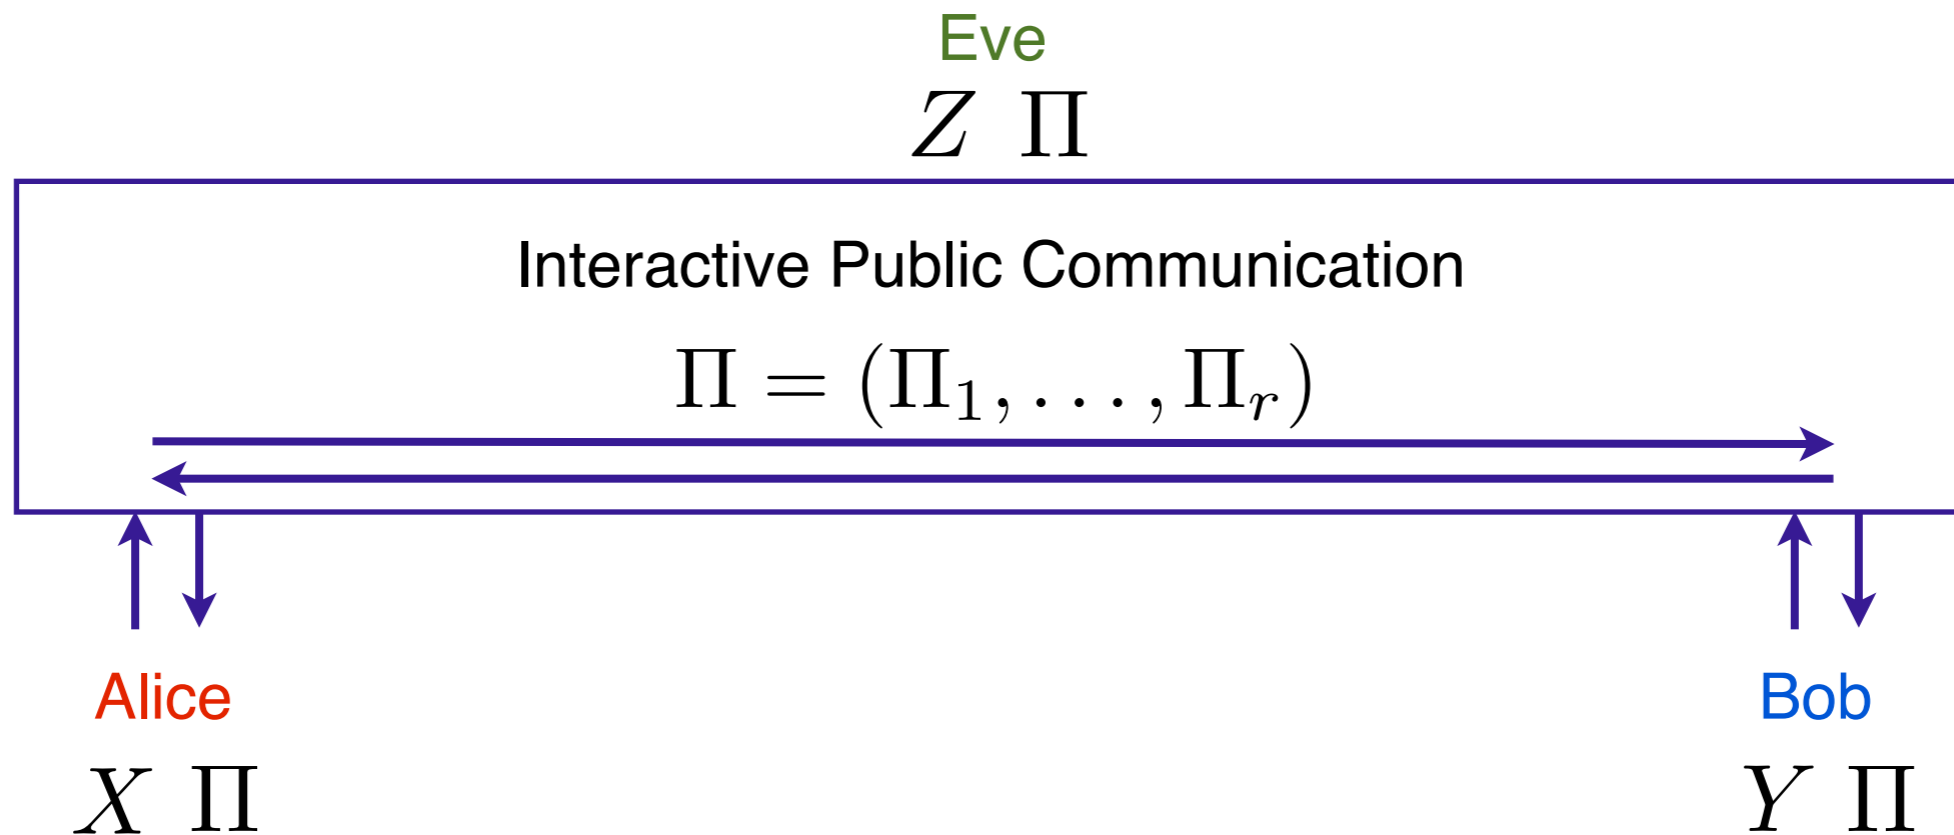 Eve
Z Π
Interactive Public Communication
Π = (Π₁, . . . , Πᵣ)
Alice Bob
X Π Y Π